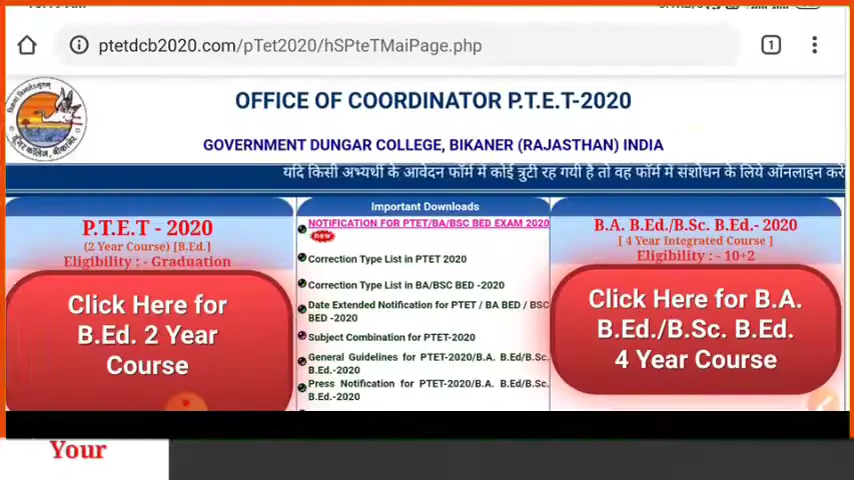 ptetdcb2020.com/pTet2020/hSPteTMaiPage.php
1
OFFICE OF COORDINATOR P.T.E.T-2020
GOVERNMENT DUNGAR COLLEGE, BIKANER (RAJASTHAN) INDIA
यदि किसी अभ्यर्थी के आवेदन फॉर्म में कोई त्रुटी रह गयी है तो वह फॉर्म में संशोधन के लिये ऑनलाइन करें
P.T.E.T - 2020
(2 Year Course) [B.Ed.]
Eligibility : - Graduation
Click Here for
B.Ed. 2 Year
Course
Important Downloads
NOTIFICATION FOR PTET/BA/BSC BED EXAM 2020
new
Correction Type List in PTET 2020
Correction Type List in BA/BSC BED -2020
Date Extended Notification for PTET / BA BED / BSC
BED -2020
Subject Combination for PTET-2020
General Guidelines for PTET-2020/B.A. B.Ed/B.Sc.
B.Ed.-2020
Press Notification for PTET-2020/B.A. B.Ed/B.Sc.
B.Ed.-2020
B.A. B.Ed./B.Sc. B.Ed.- 2020
[ 4 Year Integrated Course ]
Eligibility : - 10+2
Click Here for B.A.
B.Ed./B.Sc. B.Ed.
4 Year Course
Your